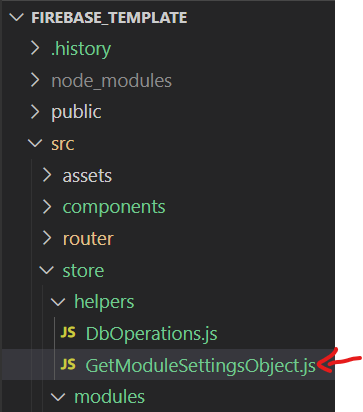 FIREBASE_TEMPLATE
.history
node_modules
public
src
assets
components
router
store
helpers
JS DbOperations.js
JS GetModuleSettingsObject.js
modules